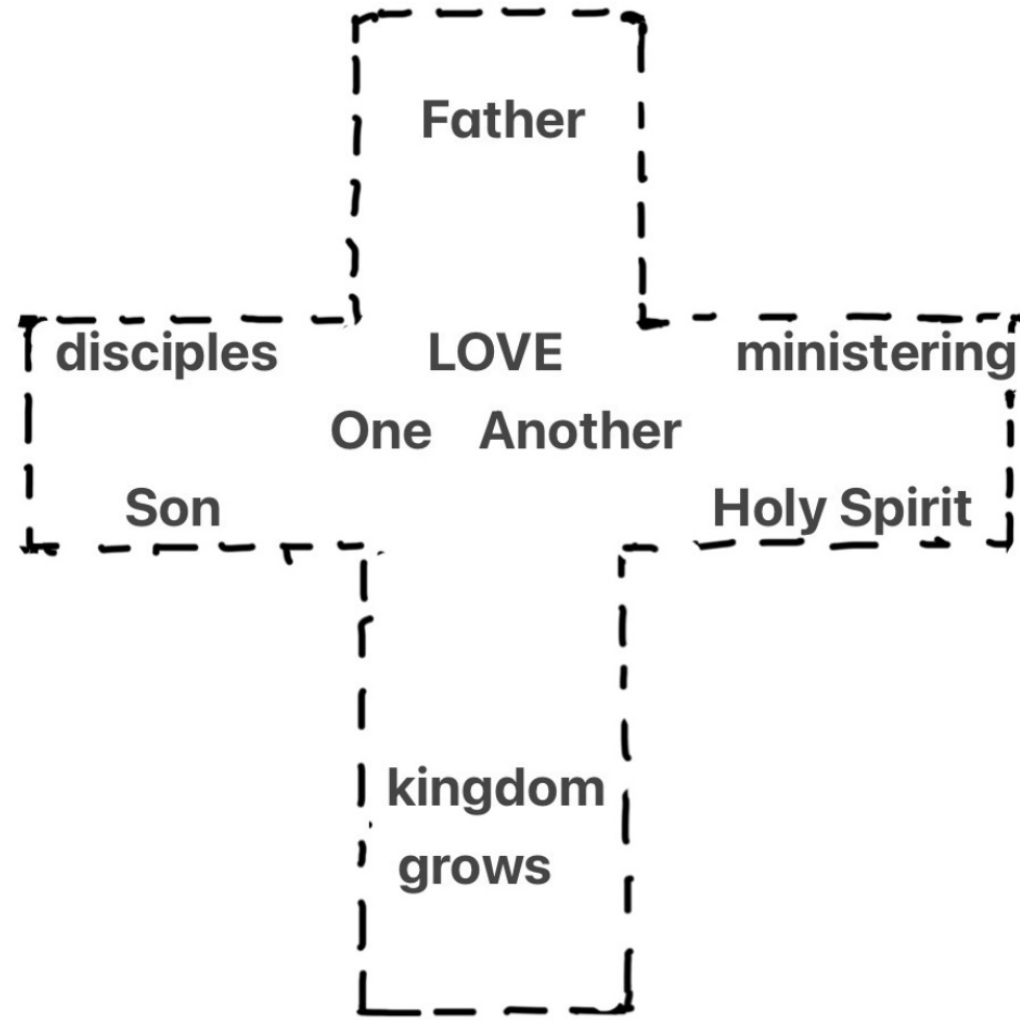 Father
disciples LOVE ministering
One Another
Son Holy Spirit
kingdom
grows